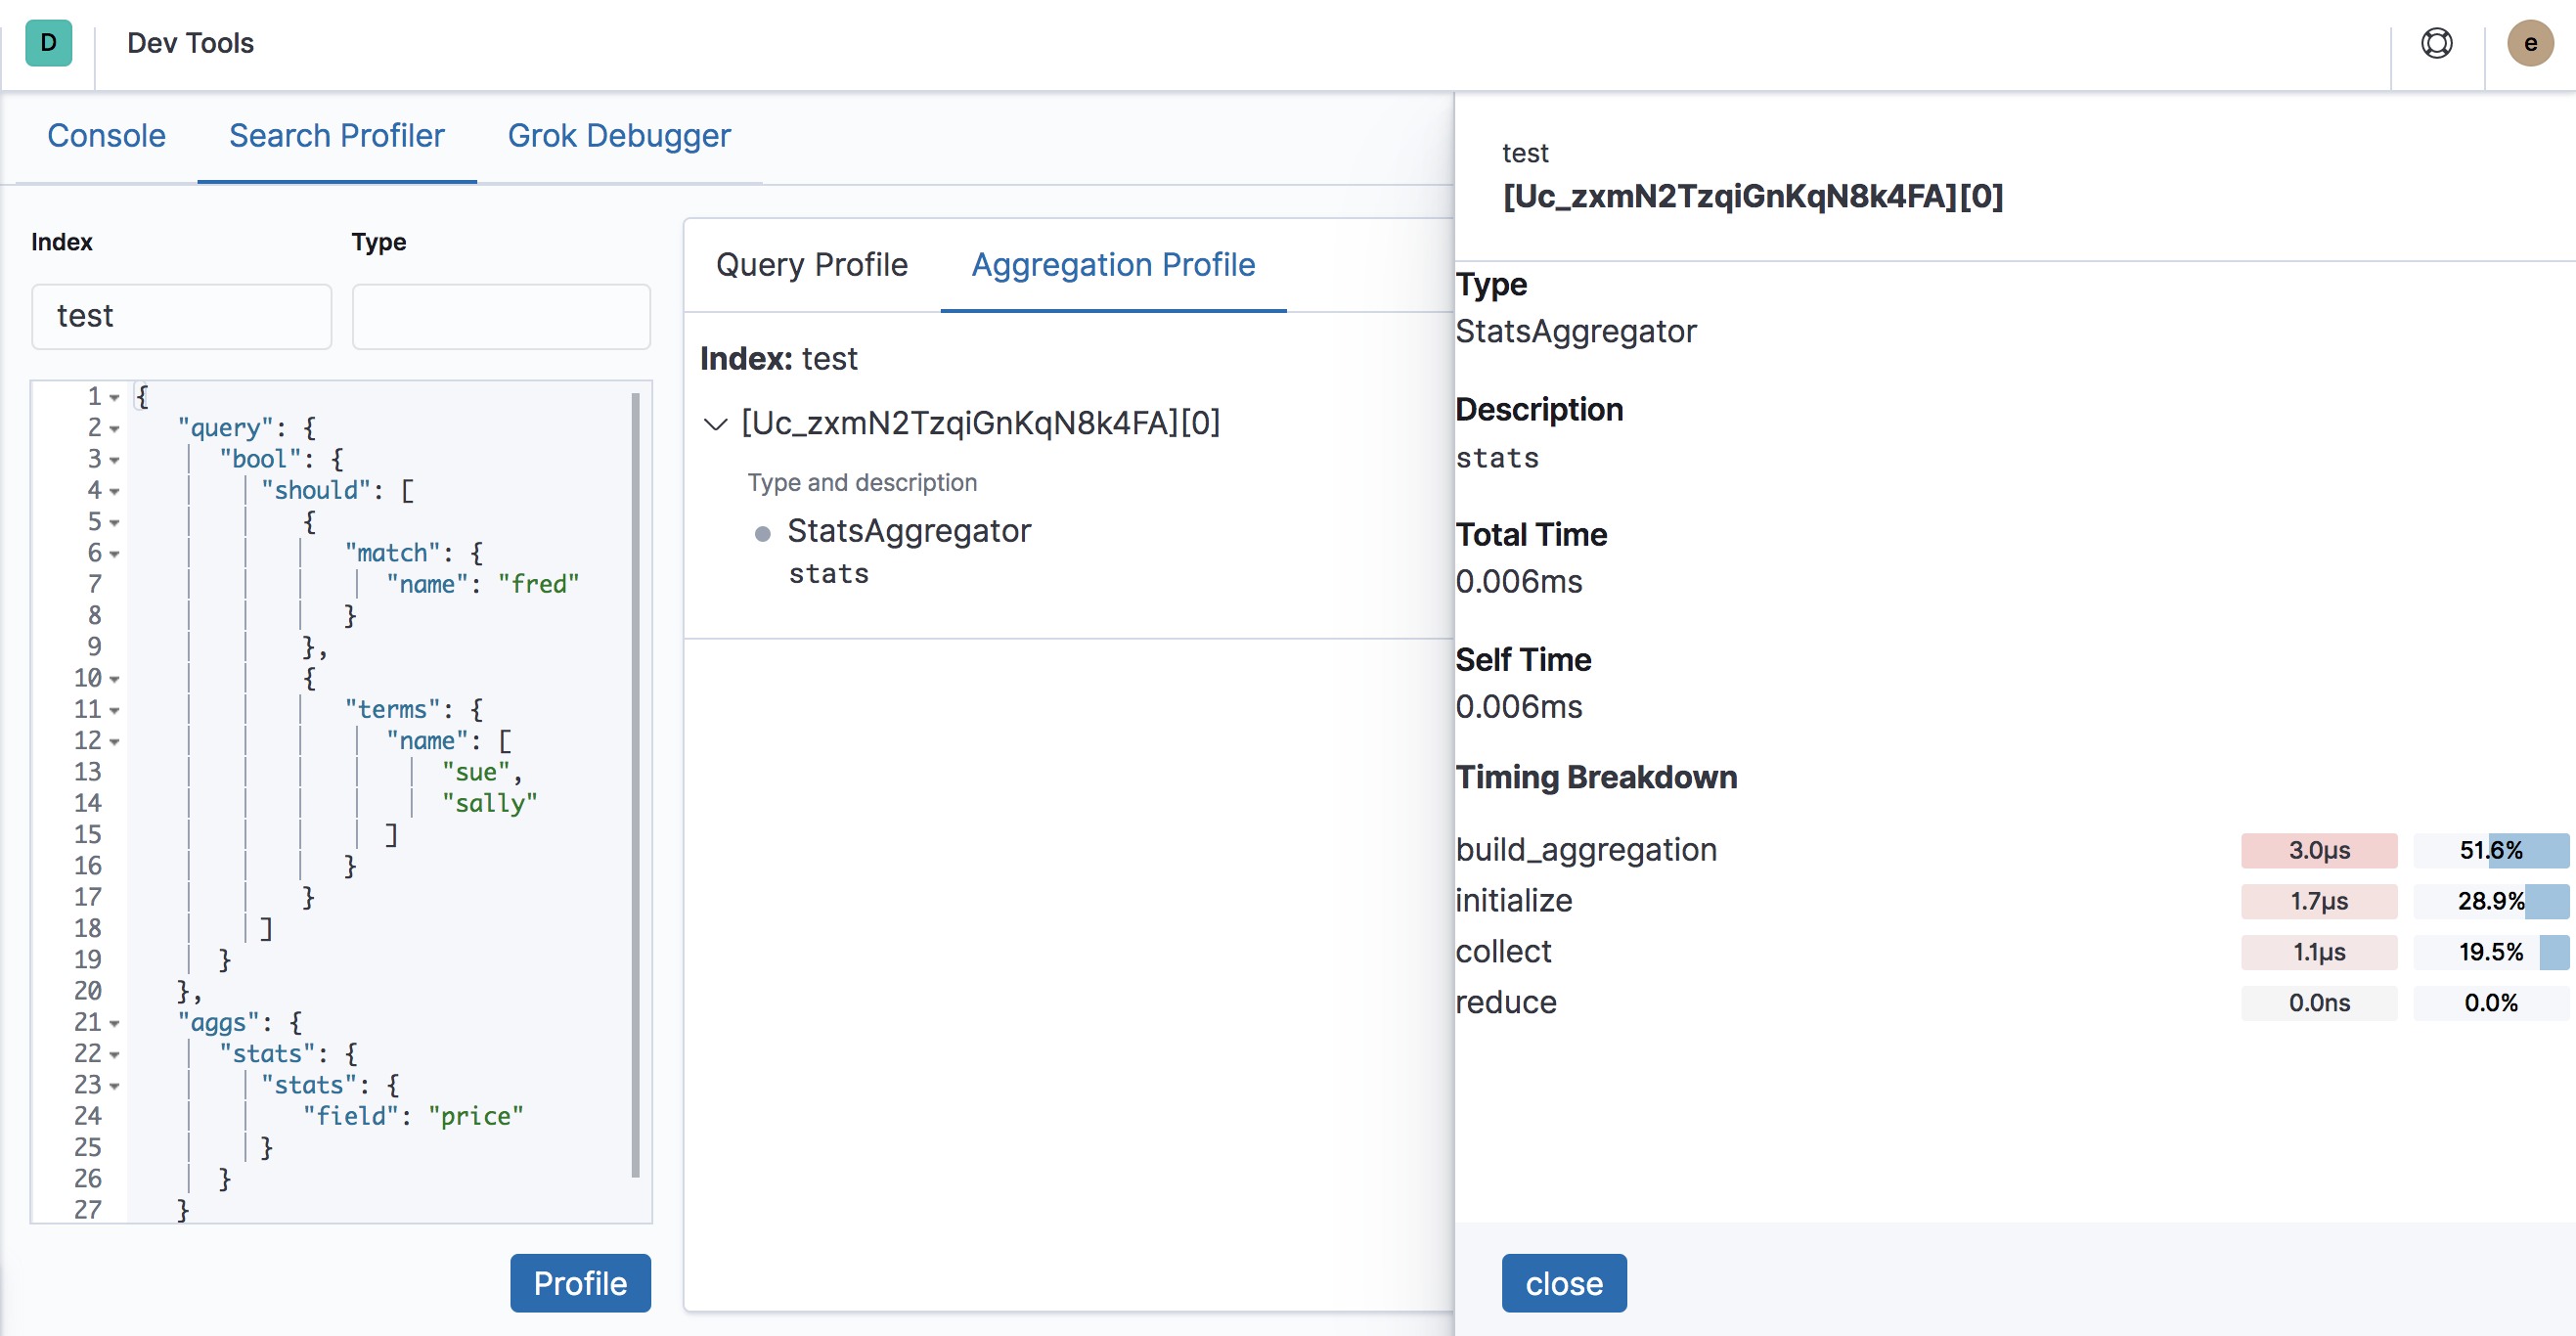 D Dev Tools e
Console Search Profiler Grok Debugger
Index Type
test
1 {
2 "query": {
3 "bool": {
4 "should": [
5 {
6 "match": {
7 "name": "fred"
8 }
9 },
10 {
11 "terms": {
12 "name": [
13 "sue",
14 "sally"
15 ]
16 }
17 }
18 ]
19 }
20 },
21 "aggs": {
22 "stats": {
23 "stats": {
24 "field": "price"
25 }
26 }
27 }
Profile
Query Profile Aggregation Profile
Index: test
[Uc_zxmN2TzqiGnKqN8k4FA][0]
Type and description
StatsAggregator
stats
test
[Uc_zxmN2TzqiGnKqN8k4FA][0]
Type
StatsAggregator
Description
stats
Total Time
0.006ms
Self Time
0.006ms
Timing Breakdown
build_aggregation 3.0µs 51.6%
initialize 1.7µs 28.9%
collect 1.1µs 19.5%
reduce 0.0ns 0.0%
close